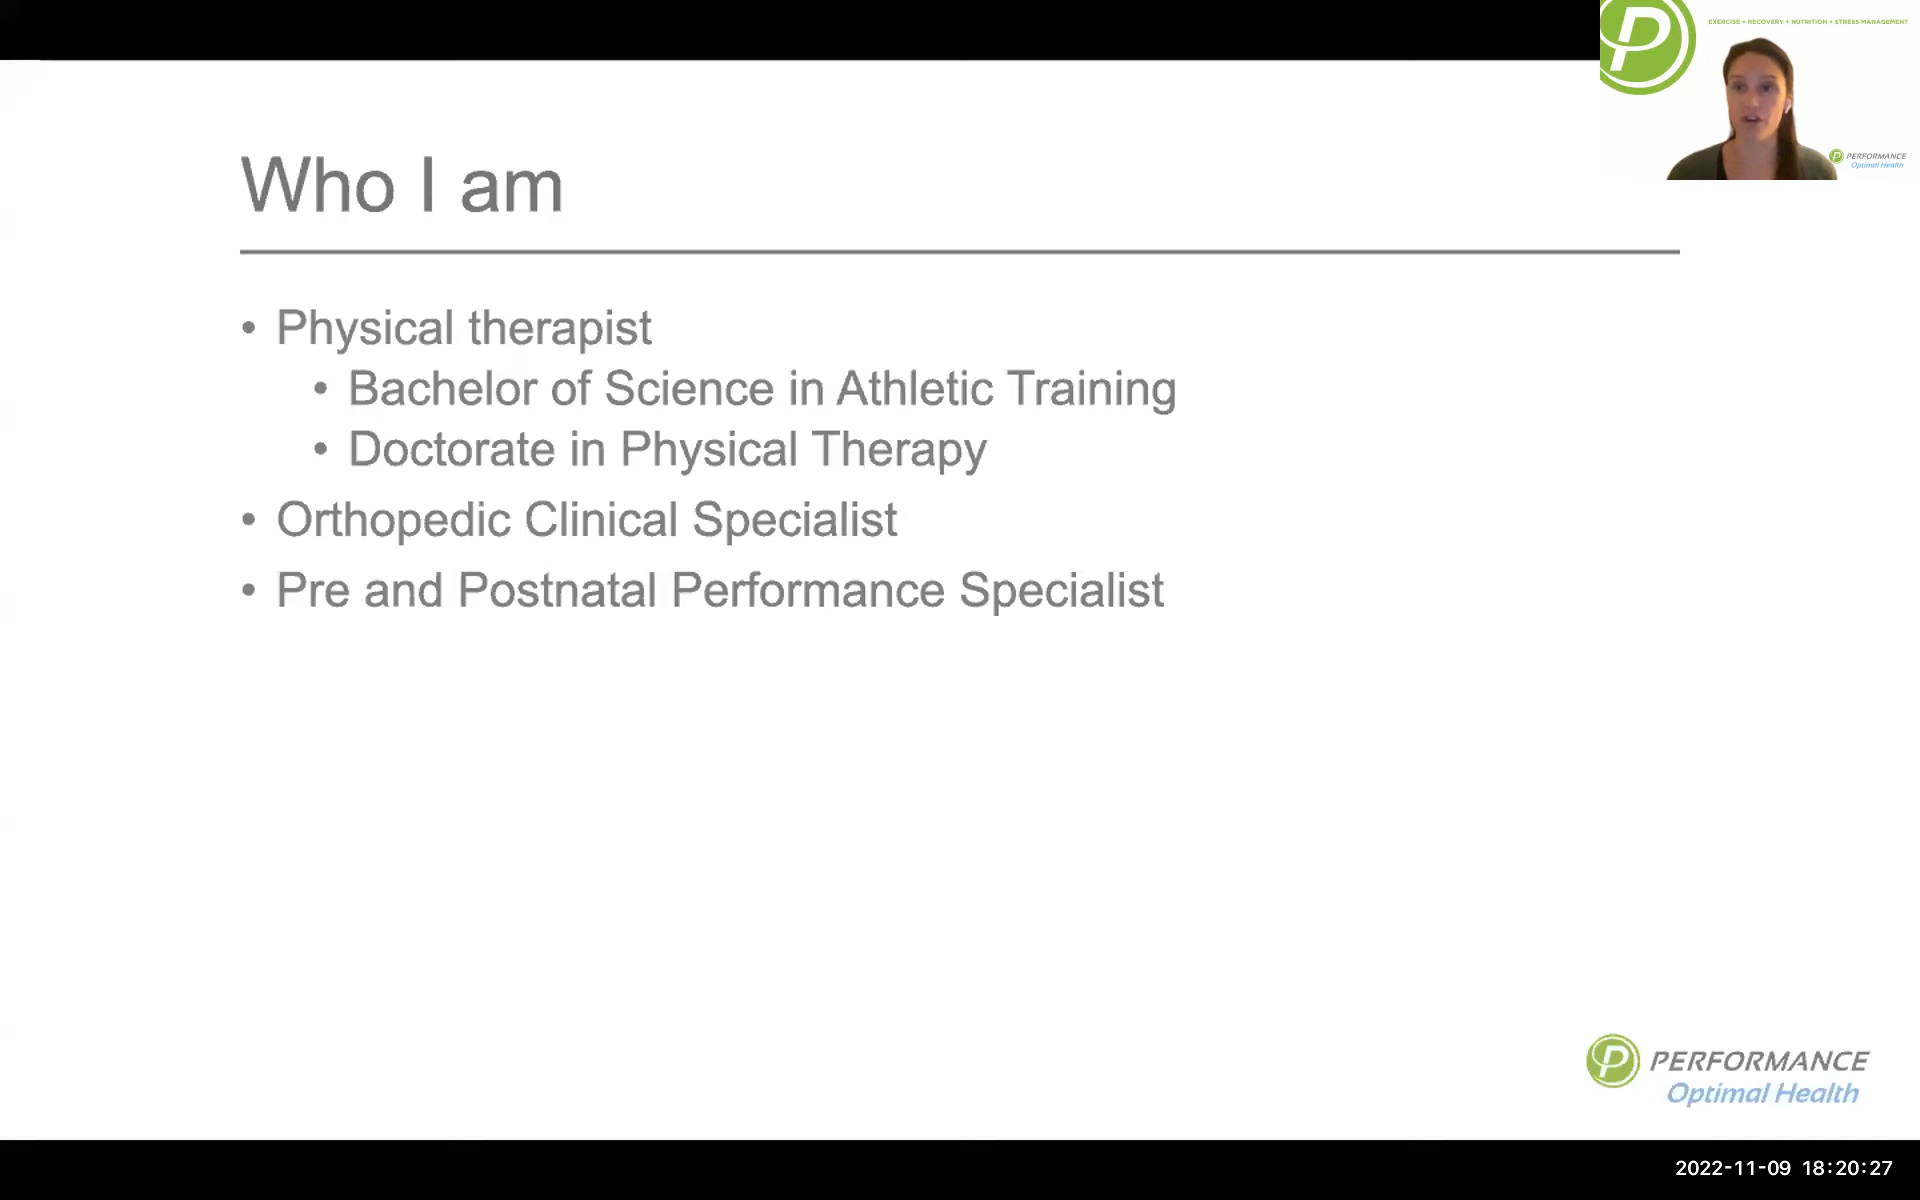 EXERCISE + RECOVERY + NUTRITION + STRESS MANAGEMENT
P
PERFORMANCE
Optimal Health
Who I am
• Physical therapist
• Bachelor of Science in Athletic Training
• Doctorate in Physical Therapy
• Orthopedic Clinical Specialist
• Pre and Postnatal Performance Specialist
P PERFORMANCE
Optimal Health
2022-11-09 18:20:27